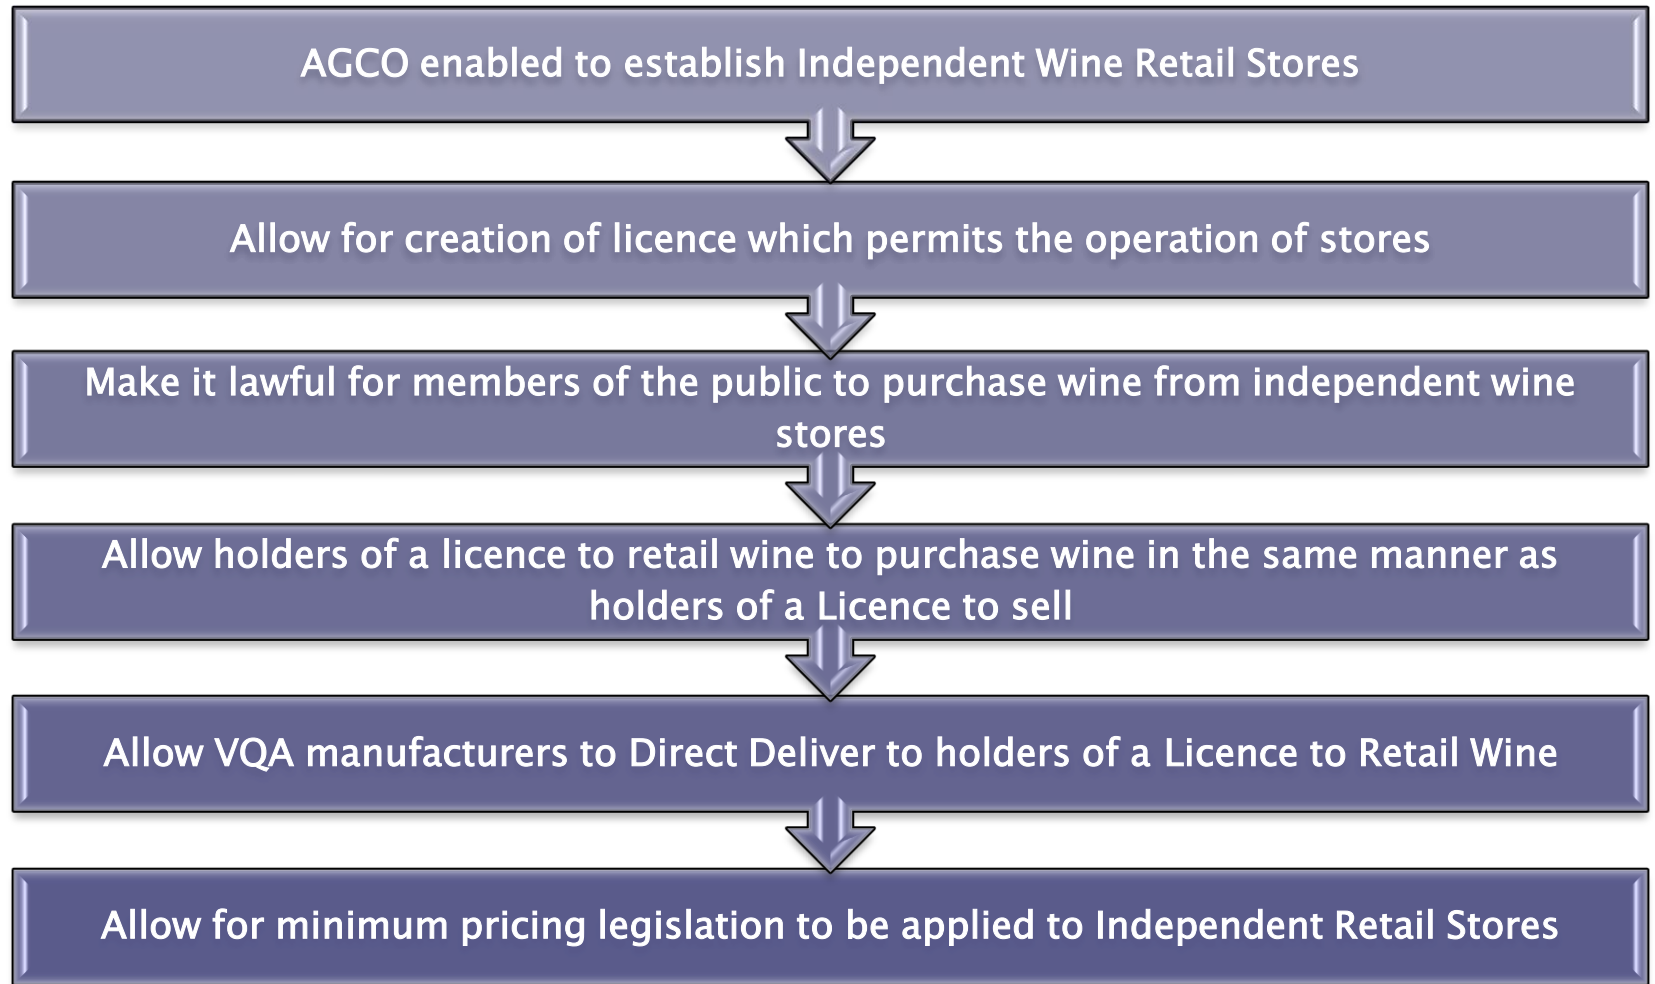 AGCO enabled to establish Independent Wine Retail Stores
Allow for creation of licence which permits the operation of stores
Make it lawful for members of the public to purchase wine from independent wine
stores
Allow holders of a licence to retail wine to purchase wine in the same manner as
holders of a Licence to sell
Allow VQA manufacturers to Direct Deliver to holders of a Licence to Retail Wine
Allow for minimum pricing legislation to be applied to Independent Retail Stores